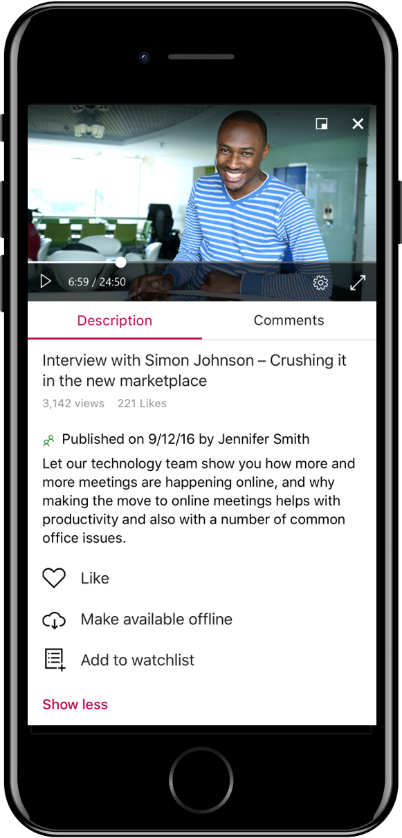 6:59 / 24:50
Description
Comments
Interview with Simon Johnson – Crushing it
in the new marketplace
3,142 views 221 Likes
Published on 9/12/16 by Jennifer Smith
Let our technology team show you how more and
more meetings are happening online, and why
making the move to online meetings helps with
productivity and also with a number of common
office issues.
Like
Make available offline
Add to watchlist
Show less